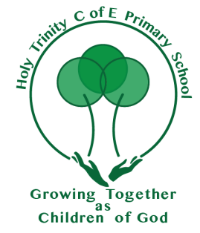 Holy Trinity C of E Primary School
Growing Together
as
Children of God